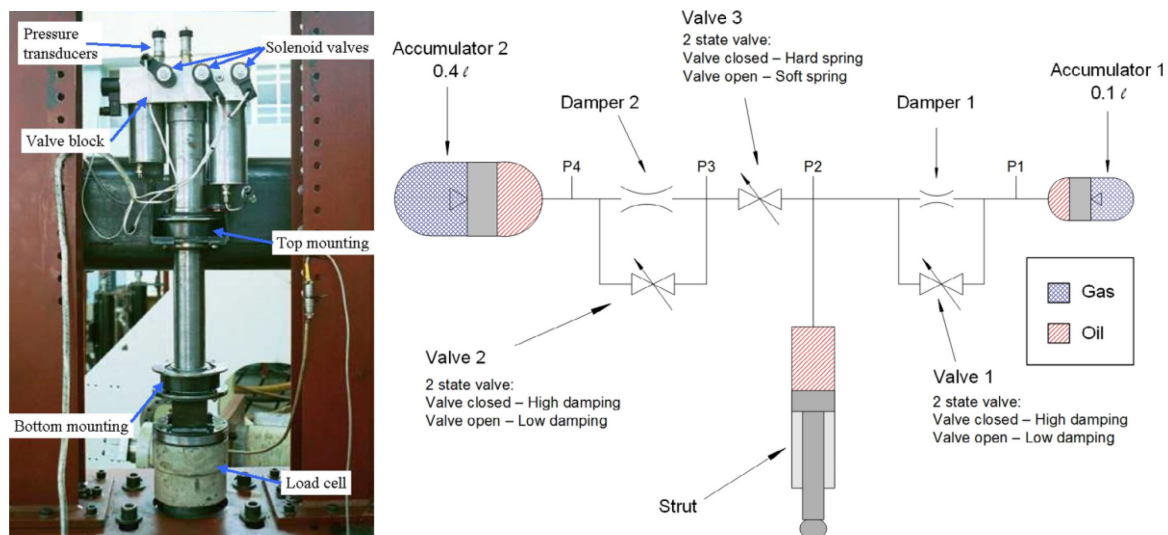 Pressure
transducers
Solenoid valves
Valve block
Top mounting
Bottom mounting
Load cell
Accumulator 2
0.4 ℓ
Damper 2
Valve 3
2 state valve:
Valve closed – Hard spring
Valve open – Soft spring
Damper 1
Accumulator 1
0.1 ℓ
P4
P3
P2
P1
Valve 2
2 state valve:
Valve closed – High damping
Valve open – Low damping
Valve 1
2 state valve:
Valve closed – High damping
Valve open – Low damping
Gas
Oil
Strut